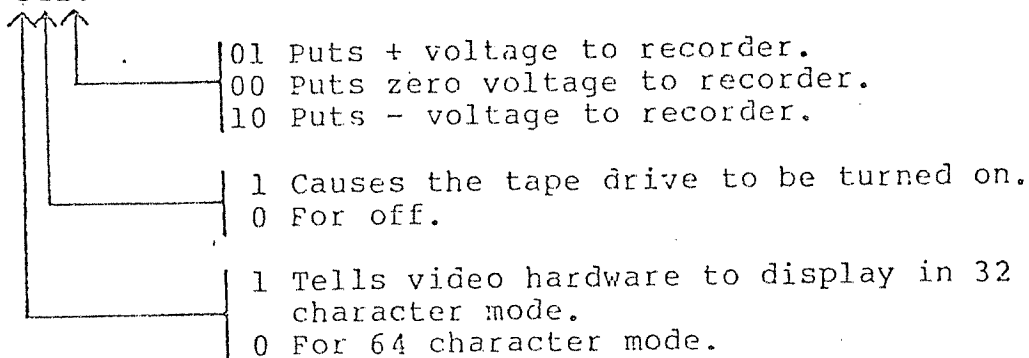 01 Puts + voltage to recorder.
00 Puts zero voltage to recorder.
10 Puts - voltage to recorder.
1 Causes the tape drive to be turned on.
0 For off.
1 Tells video hardware to display in 32
character mode.
0 For 64 character mode.